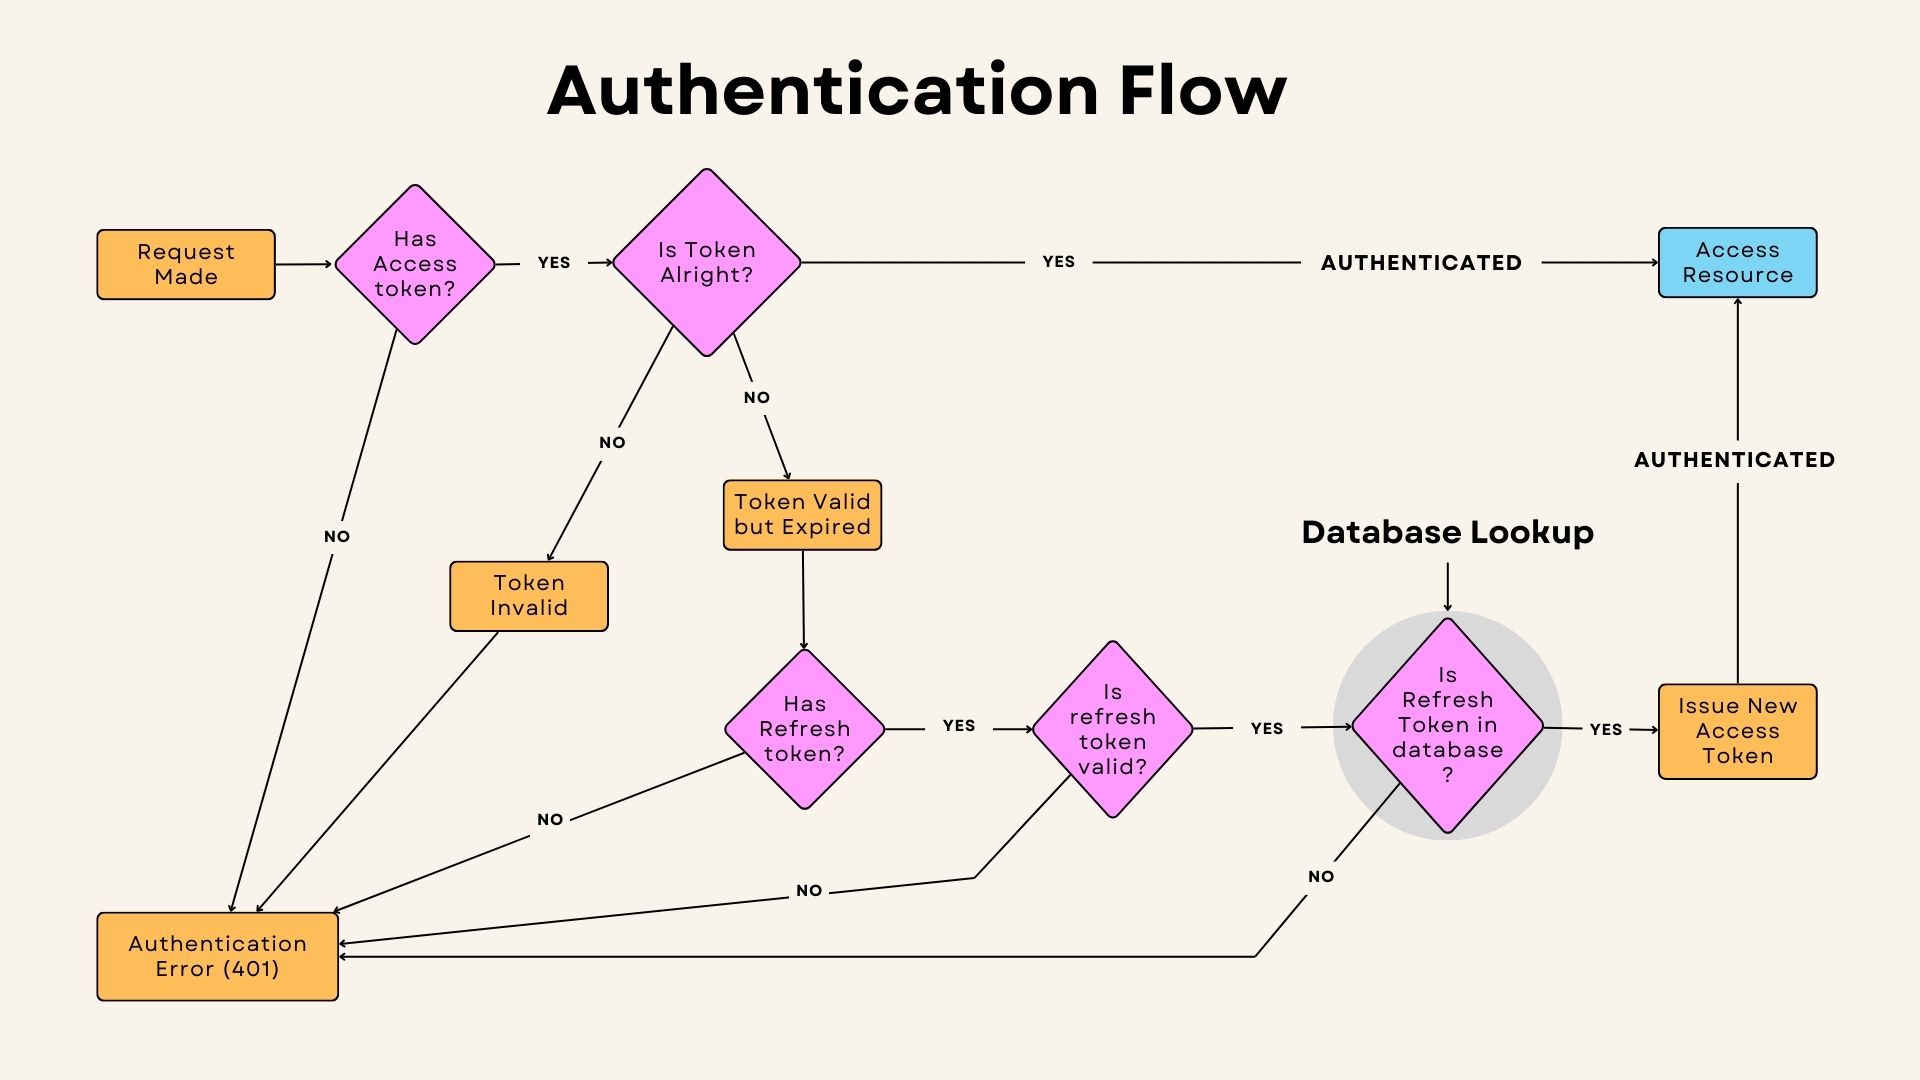 Authentication Flow
Request
Made
Has
Access
token?
YES
Is Token
Alright?
YES
AUTHENTICATED
Access
Resource
NO
NO
NO
AUTHENTICATED
Token Valid
but Expired
Database Lookup
Token
Invalid
Has
Refresh
token?
YES
Is
refresh
token
valid?
YES
Is
Refresh
Token in
database
?
YES
Issue New
Access
Token
NO
NO
NO
Authentication
Error (401)